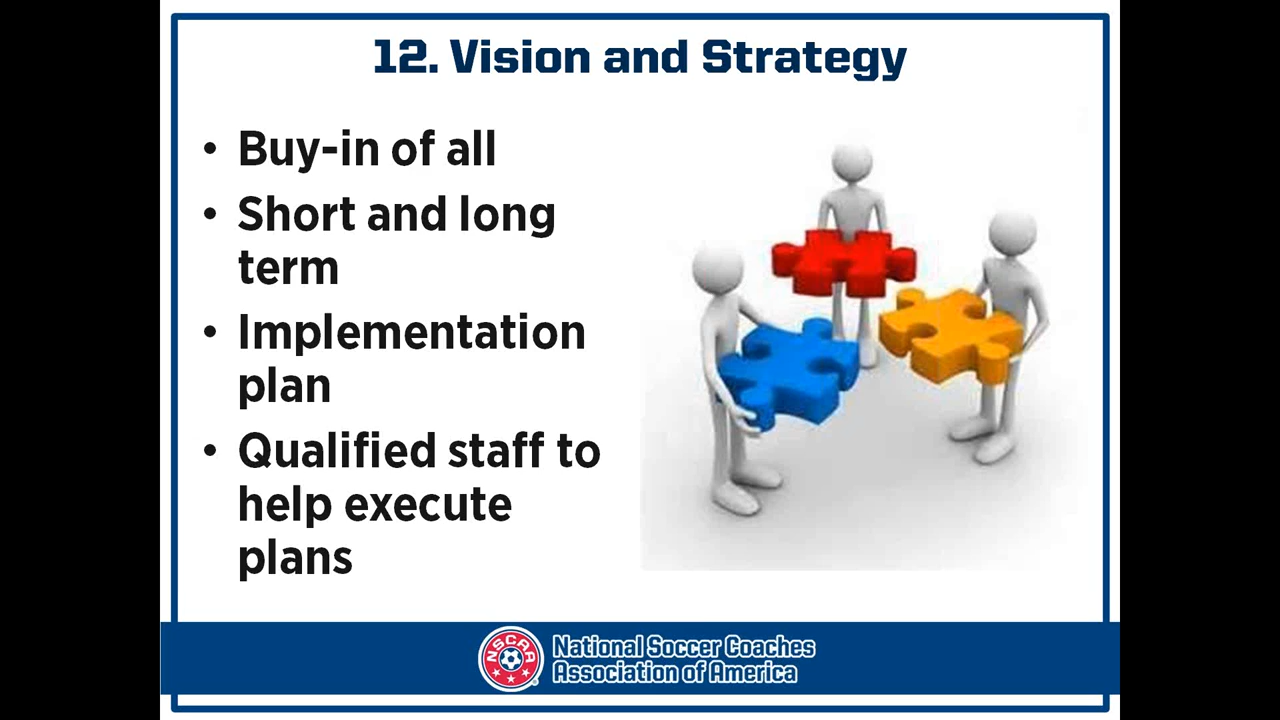 12. Vision and Strategy
• Buy-in of all
• Short and long
term
• Implementation
plan
• Qualified staff to
help execute
plans
NSCAA
National Soccer Coaches
Association of America